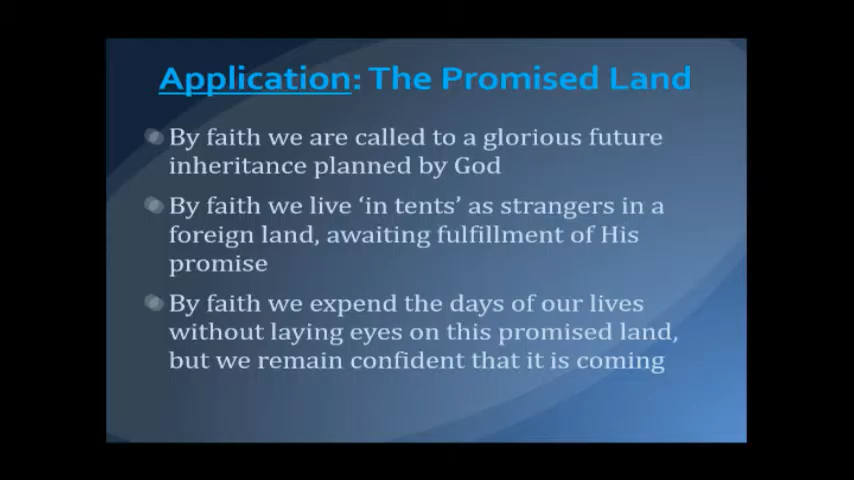 Application: The Promised Land
By faith we are called to a glorious future
inheritance planned by God
By faith we live ‘in tents’ as strangers in a
foreign land, awaiting fulfillment of His
promise
By faith we expend the days of our lives
without laying eyes on this promised land,
but we remain confident that it is coming